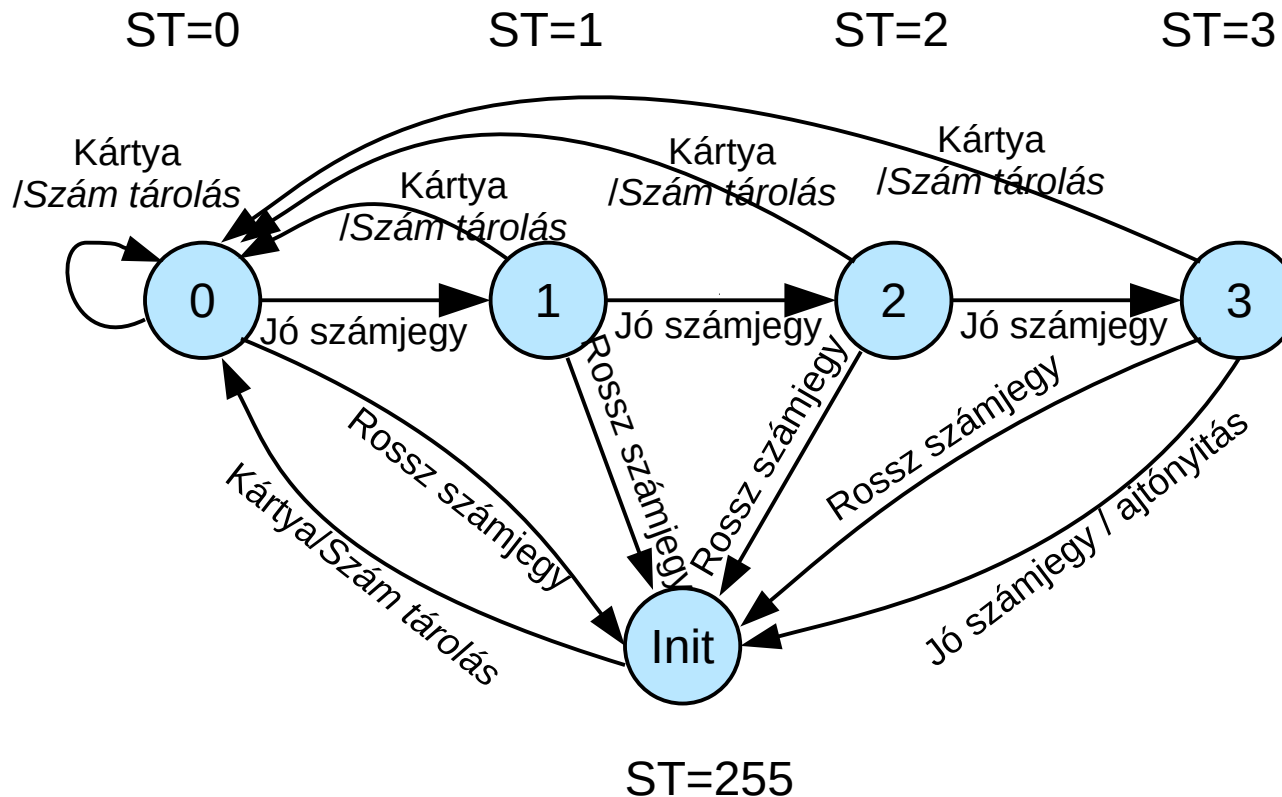 ST=0
ST=1
ST=2
ST=3
Kártya
/Szám tárolás
Kártya
/Szám tárolás
Kártya
/Szám tárolás
Kártya
/Szám tárolás
0
1
2
3
Jó számjegy
Jó számjegy
Jó számjegy
Rossz számjegy
Rossz számjegy
Rossz számjegy
Rossz számjegy
Kártya/Szám tárolás
Jó számjegy / ajtónyitás
Init
ST=255